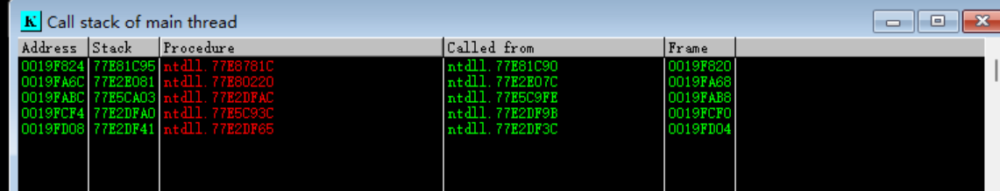 K Call stack of main thread
Address Stack Procedure Called from Frame
0019F824 77E81C95 ntdll.77E8781C ntdll.77E81C90 0019F820
0019FA6C 77E2E081 ntdll.77E80220 ntdll.77E2E07C 0019FA68
0019FABC 77E5CA03 ntdll.77E2DFAC ntdll.77E5C9FE 0019FAB8
0019FCF4 77E2DFA0 ntdll.77E5C93C ntdll.77E2DF9B 0019FCF0
0019FD08 77E2DF41 ntdll.77E2DF65 ntdll.77E2DF3C 0019FD04